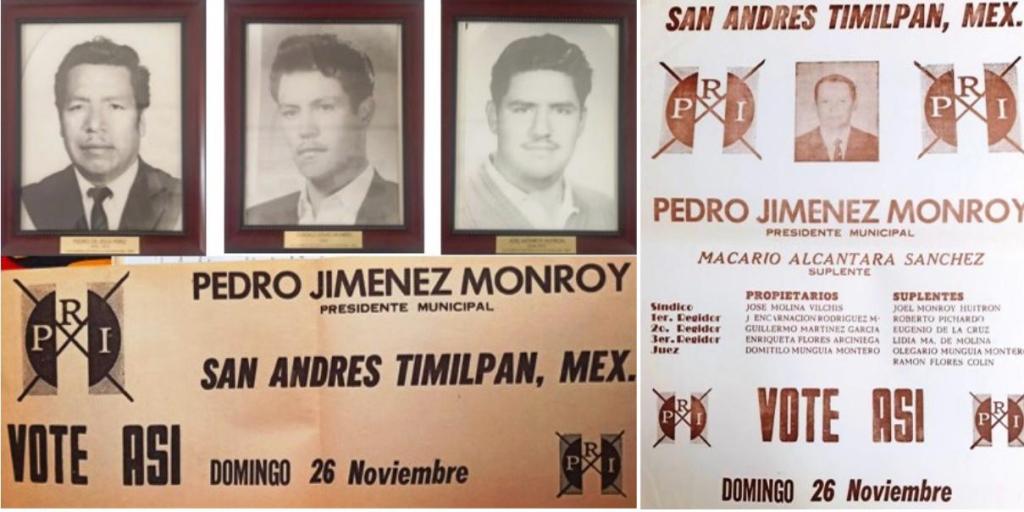 PRI
PEDRO JIMENEZ MONROY
PRESIDENTE MUNICIPAL
SAN ANDRES TIMILPAN, MEX.
VOTE ASI
DOMINGO 26 Noviembre
PRI
SAN ANDRES TIMILPAN, MEX.
PRI
PRI
PEDRO JIMENEZ MONROY
PRESIDENTE MUNICIPAL
MACARIO ALCANTARA SANCHEZ
SUPLENTE
PROPIETARIOS SUPLENTES
Síndico JOSE MOLINA VILCHIS JOEL MONROY HUITRON
1er. Regidor J ENCARNACION RODRIGUEZ M. ROBERTO PICHARDO
2o. Regidor GUILLERMO MARTINEZ GARCIA EUGENIO DE LA CRUZ
3er. Regidor ENRIQUETA FLORES ARCINIEGA LIDIA MA. DE MOLINA
Juez DOMITILO MUNGUIA MONTERO OLEGARIO MUNGUIA MONTERO
RAMON FLORES COLIN
PRI
VOTE ASI
PRI
DOMINGO 26 Noviembre